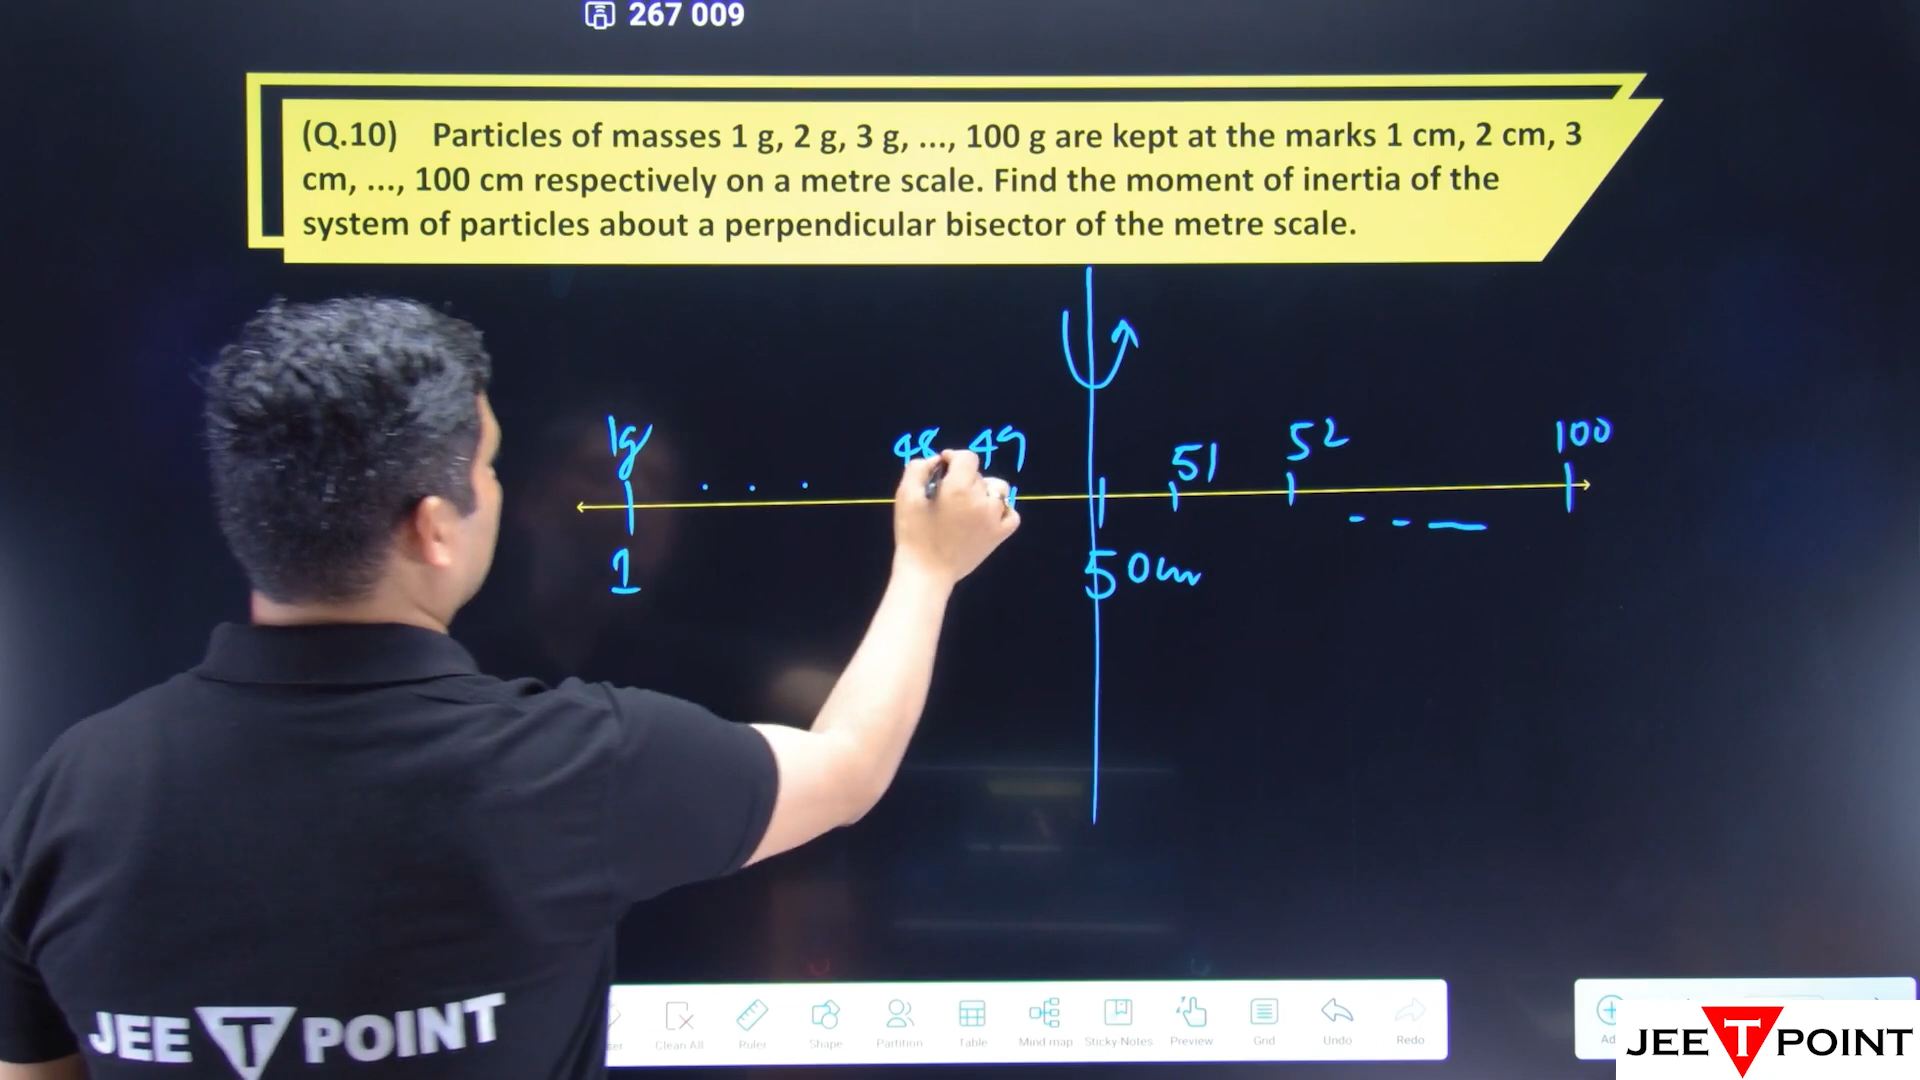 267 009
(Q.10) Particles of masses 1 g, 2 g, 3 g, ..., 100 g are kept at the marks 1 cm, 2 cm, 3
cm, ..., 100 cm respectively on a metre scale. Find the moment of inertia of the
system of particles about a perpendicular bisector of the metre scale.
1g 48 49 51 52 100
1 50cm
Clean All Ruler Shape Partition Table Mind map Sticky Notes Preview Grid Undo Redo
JEE T POINT
JEE T POINT